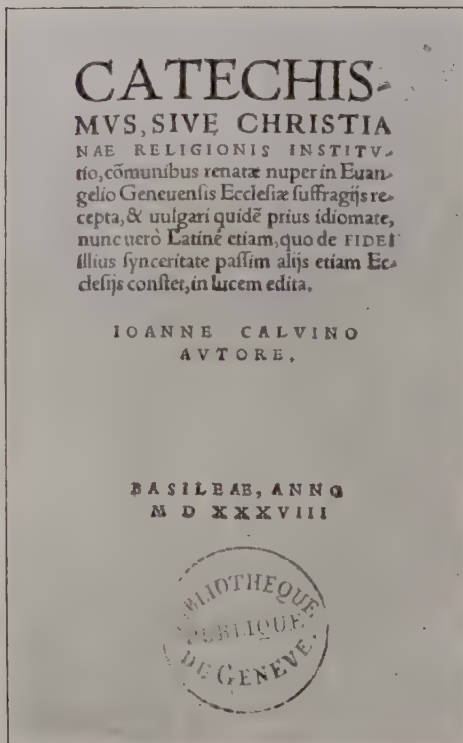 CATECHIS-
MVS, SIVE CHRISTIA
NAE RELIGIONIS INSTITV-
tio, cõmunibus renatæ nuper in Euan-
gelio Geneuensis Ecclesiæ suffragijs re-
cepta, & uulgari quidẽ prius idiomate,
nunc uerò Latinè etiam, quo de FIDEI
illius synceritate passim alijs etiam Ec-
clesijs constet, in lucem edita.
IOANNE CALVINO
AVTORE.
BASILEAE, ANNO
M D XXXVIII
BIBLIOTHEQUE
PUBLIQUE
DE GENEVE.